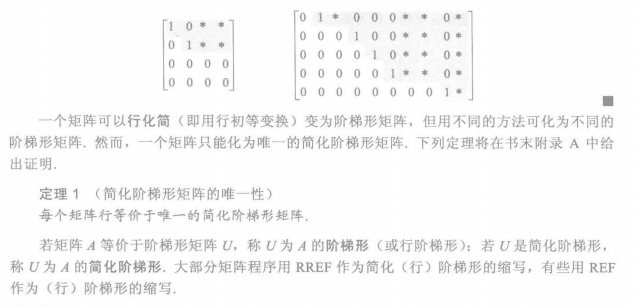 1 0 * *
0 1 * *
0 0 0 0
0 0 0 0
0 1 * 0 0 0 * * 0 *
0 0 0 1 0 0 * * 0 *
0 0 0 0 1 0 * * 0 *
0 0 0 0 0 1 * * 0 *
0 0 0 0 0 0 0 0 1 *
一个矩阵可以行化简（即用行初等变换）变为阶梯形矩阵，但用不同的方法可化为不同的
阶梯形矩阵. 然而，一个矩阵只能化为唯一的简化阶梯形矩阵. 下列定理将在书末附录 A 中给
出证明.
定理 1 （简化阶梯形矩阵的唯一性）
每个矩阵行等价于唯一的简化阶梯形矩阵.
若矩阵 A 等价于阶梯形矩阵 U，称 U 为 A 的阶梯形（或行阶梯形）；若 U 是简化阶梯形，
称 U 为 A 的简化阶梯形. 大部分矩阵程序用 RREF 作为简化（行）阶梯形的缩写，有些用 REF
作为（行）阶梯形的缩写.